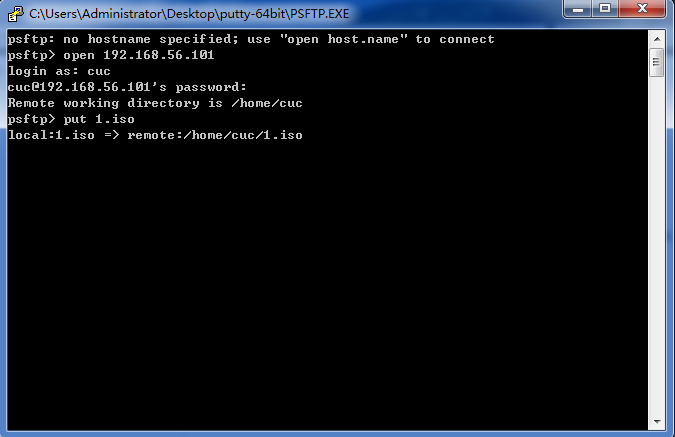 C:\Users\Administrator\Desktop\putty-64bit\PSFTP.EXE
psftp: no hostname specified; use "open host.name" to connect
psftp> open 192.168.56.101
login as: cuc
cuc@192.168.56.101's password:
Remote working directory is /home/cuc
psftp> put 1.iso
local:1.iso => remote:/home/cuc/1.iso